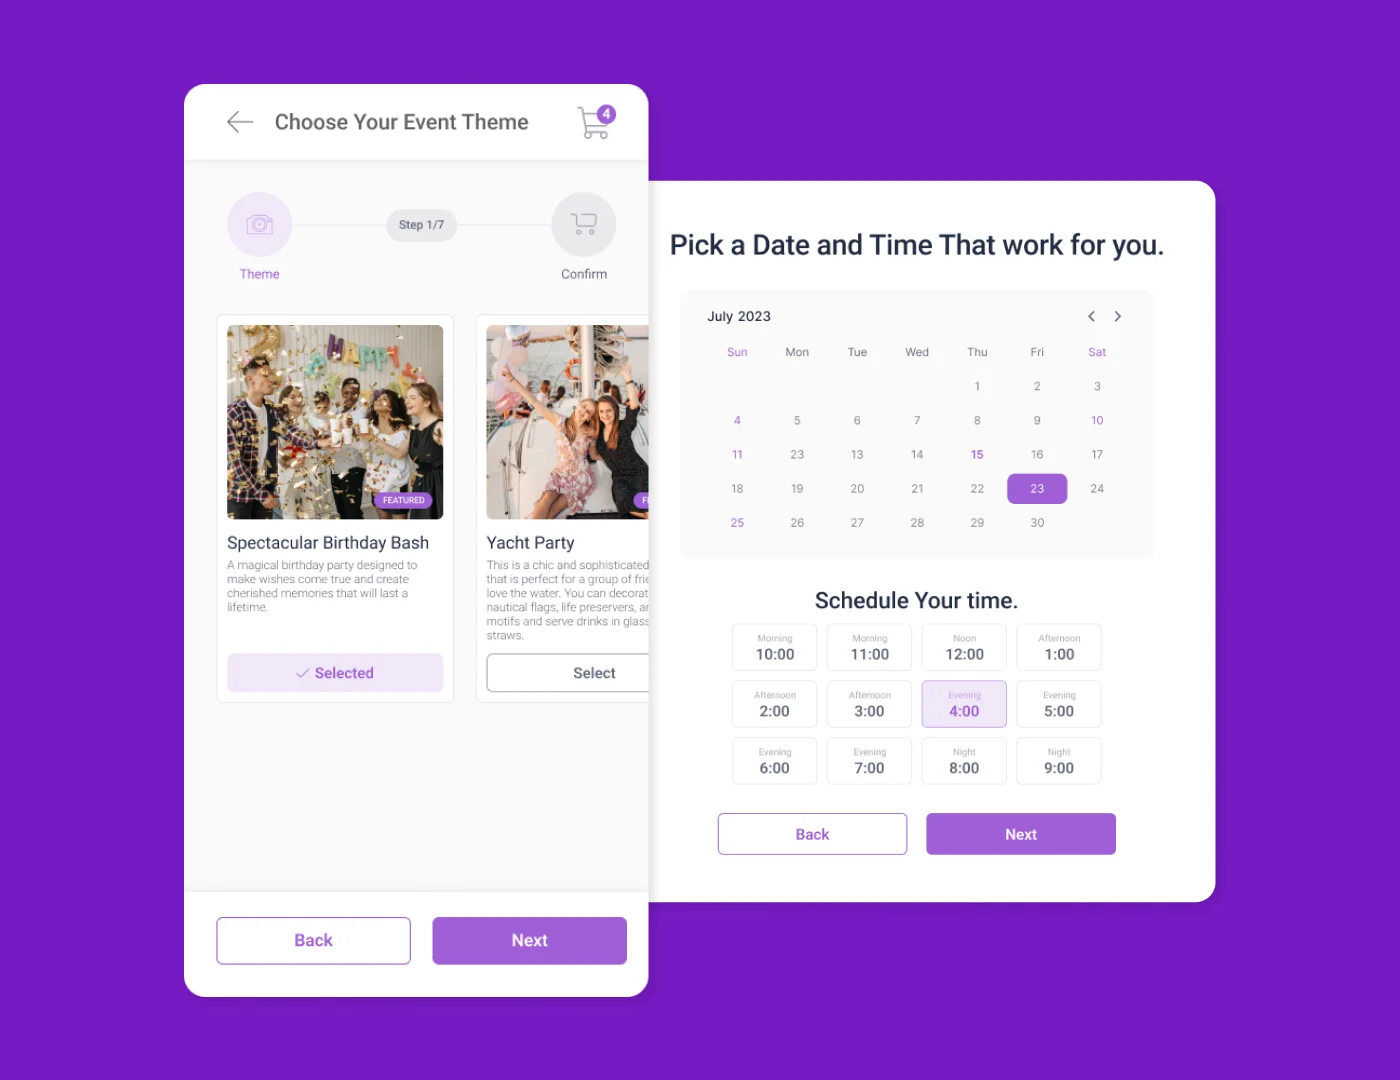 Choose Your Event Theme
4
Step 1/7
Theme
Confirm
HAPPY
FEATURED
Spectacular Birthday Bash
A magical birthday party designed to
make wishes come true and create
cherished memories that will last a
lifetime.
Selected
Yacht Party
This is a chic and sophisticated
that is perfect for a group of frie
love the water. You can decorat
nautical flags, life preservers, an
motifs and serve drinks in glass
straws.
Select
Back
Next
Pick a Date and Time That work for you.
July 2023
Sun Mon Tue Wed Thu Fri Sat
1 2 3
4 5 6 7 8 9 10
11 23 13 14 15 16 17
18 19 20 21 22 23 24
25 26 27 28 29 30
Schedule Your time.
Morning Morning Noon Afternoon
10:00 11:00 12:00 1:00
Afternoon Afternoon Evening Evening
2:00 3:00 4:00 5:00
Evening Evening Night Night
6:00 7:00 8:00 9:00
Back Next